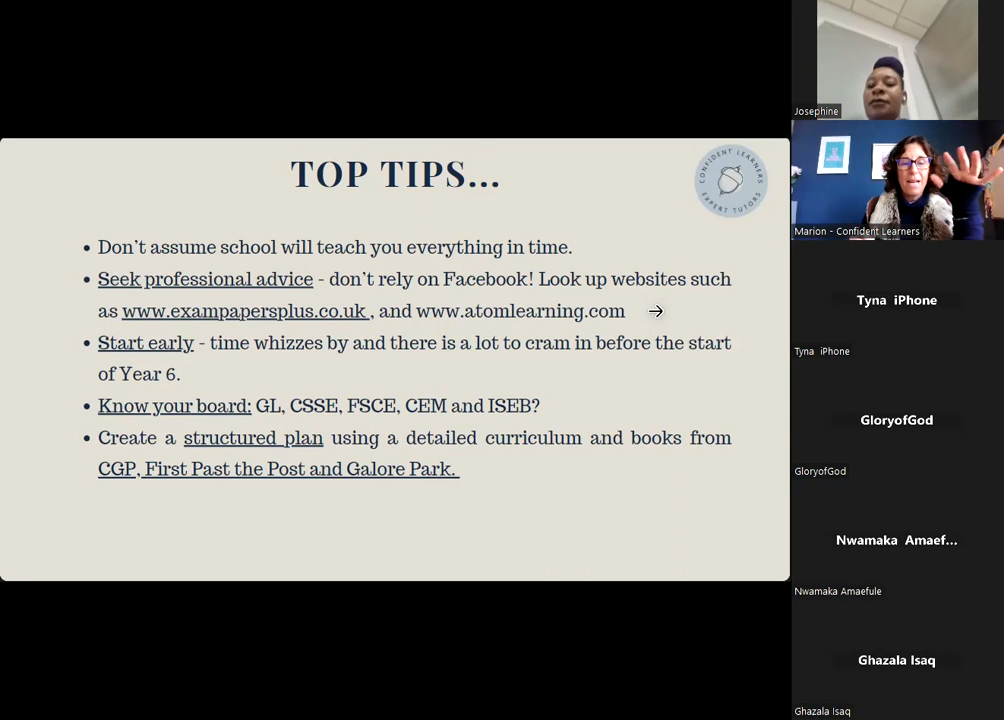 TOP TIPS...
CONFIDENT LEARNERS
EXPERT TUTORS
• Don't assume school will teach you everything in time.
• Seek professional advice - don't rely on Facebook! Look up websites such
as www.exampapersplus.co.uk , and www.atomlearning.com
• Start early - time whizzes by and there is a lot to cram in before the start
of Year 6.
• Know your board: GL, CSSE, FSCE, CEM and ISEB?
• Create a structured plan using a detailed curriculum and books from
CGP, First Past the Post and Galore Park.
Josephine
Marion - Confident Learners
Tyna iPhone
Tyna iPhone
GloryofGod
GloryofGod
Nwamaka Amaef...
Nwamaka Amaefule
Ghazala Isaq
Ghazala Isaq